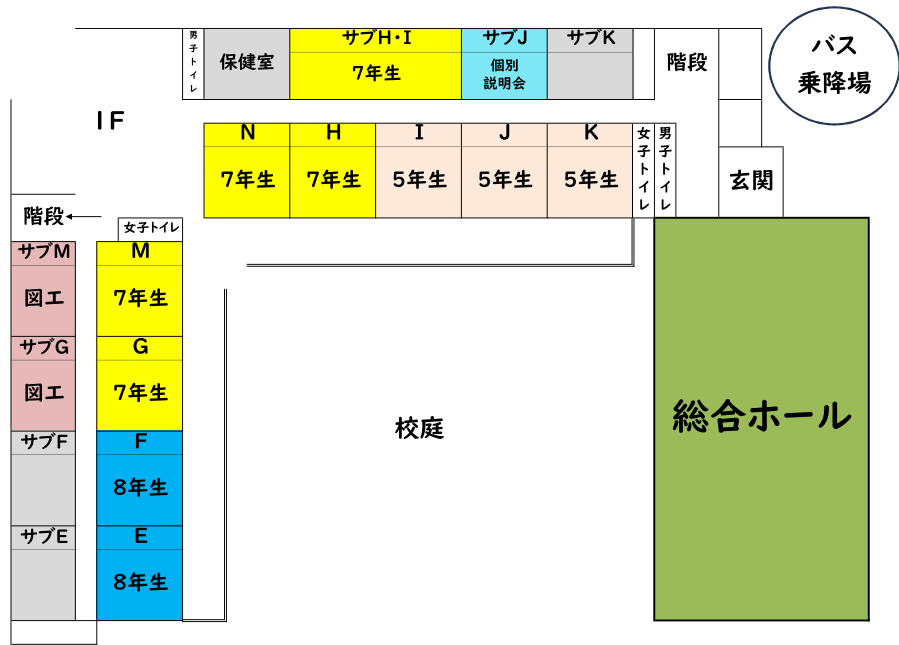 男子トイレ
保健室
サブH・I
7年生
サブJ
個別
説明会
サブK
階段
バス
乗降場
1F
N
7年生
H
7年生
I
5年生
J
5年生
K
5年生
女子トイレ
男子トイレ
玄関
階段
女子トイレ
サブM
図工
M
7年生
サブG
図工
G
7年生
サブF
F
8年生
サブE
E
8年生
校庭
総合ホール